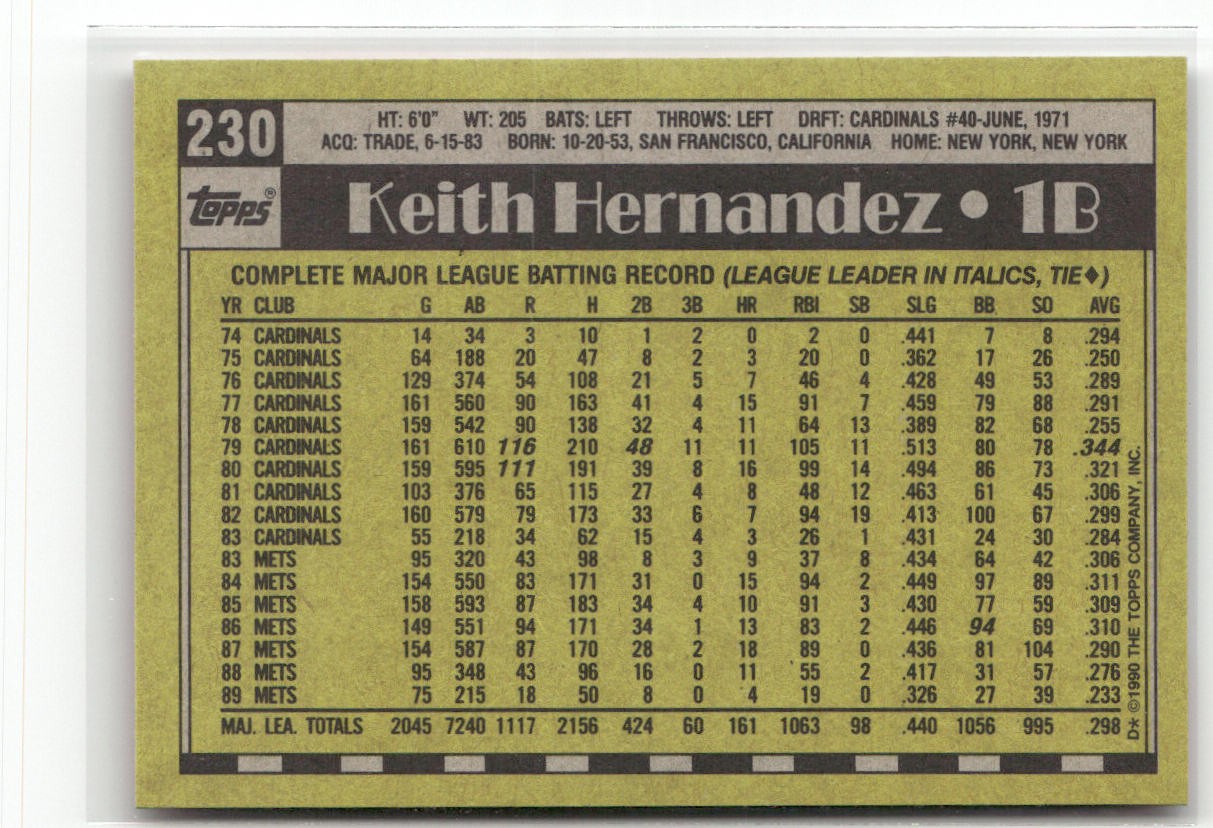 230
HT: 6'0" WT: 205 BATS: LEFT THROWS: LEFT DRFT: CARDINALS #40-JUNE, 1971
ACQ: TRADE, 6-15-83 BORN: 10-20-53, SAN FRANCISCO, CALIFORNIA HOME: NEW YORK, NEW YORK
TOPPS®
Keith Hernandez • 1B
COMPLETE MAJOR LEAGUE BATTING RECORD (LEAGUE LEADER IN ITALICS, TIE♦)
YR CLUB G AB R H 2B 3B HR RBI SB SLG BB SO AVG
74 CARDINALS 14 34 3 10 1 2 0 2 0 .441 7 8 .294
75 CARDINALS 64 188 20 47 8 2 3 20 0 .362 17 26 .250
76 CARDINALS 129 374 54 108 21 5 7 46 4 .428 49 53 .289
77 CARDINALS 161 560 90 163 41 4 15 91 7 .459 79 88 .291
78 CARDINALS 159 542 90 138 32 4 11 64 13 .389 82 68 .255
79 CARDINALS 161 610 116 210 48 11 11 105 11 .513 80 78 .344
80 CARDINALS 159 595 111 191 39 8 16 99 14 .494 86 73 .321
81 CARDINALS 103 376 65 115 27 4 8 48 12 .463 61 45 .306
82 CARDINALS 160 579 79 173 33 6 7 94 19 .413 100 67 .299
83 CARDINALS 55 218 34 62 15 4 3 26 1 .431 24 30 .284
83 METS 95 320 43 98 8 3 9 37 8 .434 64 42 .306
84 METS 154 550 83 171 31 0 15 94 2 .449 97 89 .311
85 METS 158 593 87 183 34 4 10 91 3 .430 77 59 .309
86 METS 149 551 94 171 34 1 13 83 2 .446 94 69 .310
87 METS 154 587 87 170 28 2 18 89 0 .436 81 104 .290
88 METS 95 348 43 96 16 0 11 55 2 .417 31 57 .276
89 METS 75 215 18 50 8 0 4 19 0 .326 27 39 .233
MAJ. LEA. TOTALS 2045 7240 1117 2156 424 60 161 1063 98 .440 1056 995 .298
D* ©1990 THE TOPPS COMPANY, INC.